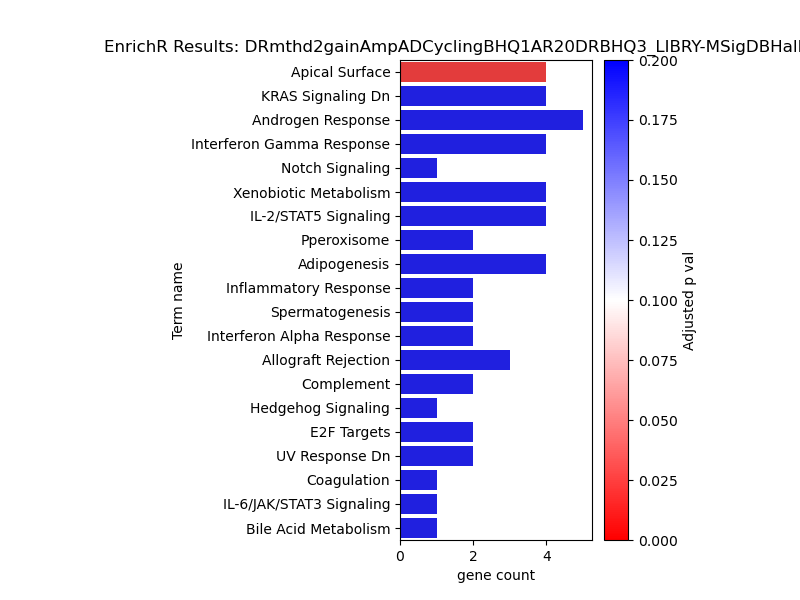 EnrichR Results: DRmthd2gainAmpADCyclingBHQ1AR20DRBHQ3_LIBRY-MSigDBHall
Apical Surface
KRAS Signaling Dn
Androgen Response
Interferon Gamma Response
Notch Signaling
Xenobiotic Metabolism
IL-2/STAT5 Signaling
Pperoxisome
Adipogenesis
Inflammatory Response
Spermatogenesis
Interferon Alpha Response
Allograft Rejection
Complement
Hedgehog Signaling
E2F Targets
UV Response Dn
Coagulation
IL-6/JAK/STAT3 Signaling
Bile Acid Metabolism
Term name
0 2 4
gene count
0.200
0.175
0.150
0.125
0.100
0.075
0.050
0.025
0.000
Adjusted p val